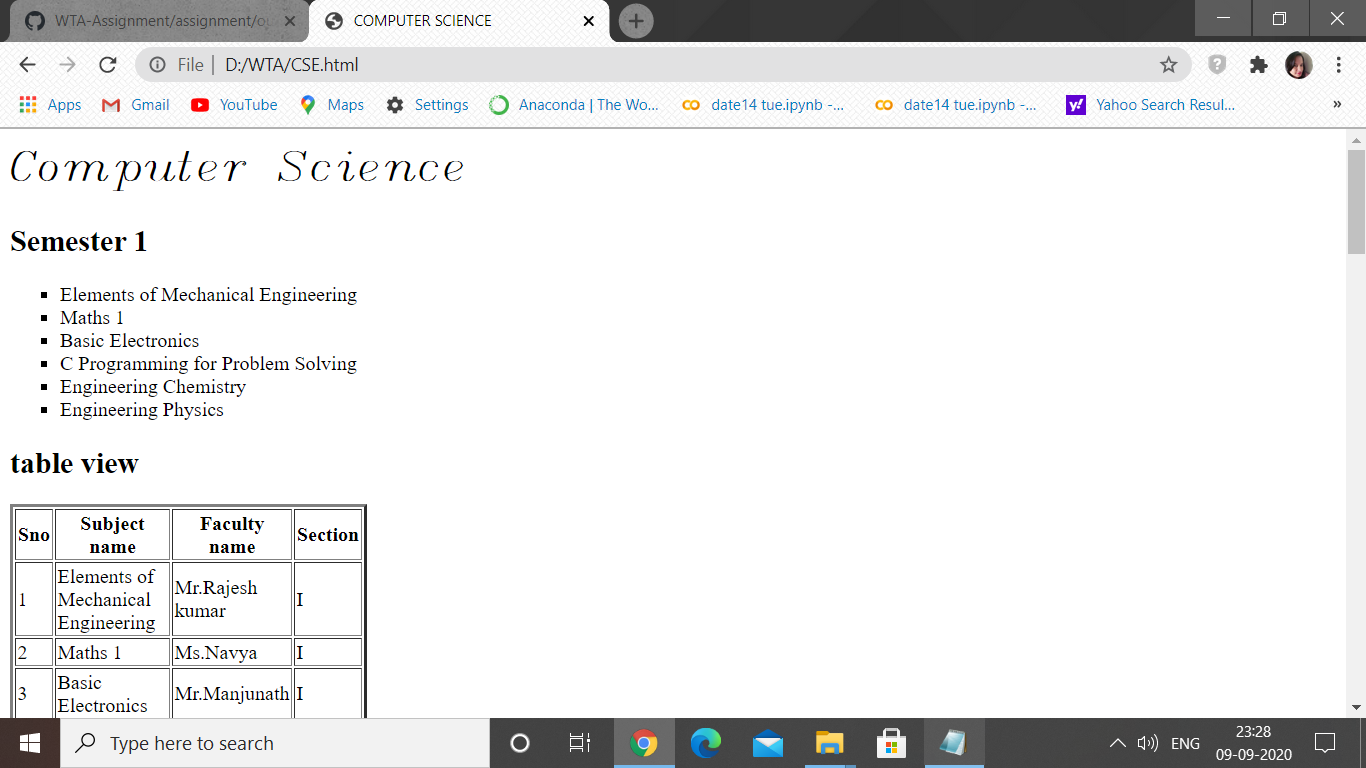 WTA-Assignment/assignment/o
COMPUTER SCIENCE
File | D:/WTA/CSE.html
Apps Gmail YouTube Maps Settings Anaconda | The Wo... date14 tue.ipynb -... date14 tue.ipynb -... Yahoo Search Resul... »
Computer Science
Semester 1
Elements of Mechanical Engineering
Maths 1
Basic Electronics
C Programming for Problem Solving
Engineering Chemistry
Engineering Physics
table view
Sno Subject name Faculty name Section
1 Elements of Mechanical Engineering Mr.Rajesh kumar I
2 Maths 1 Ms.Navya I
3 Basic Electronics Mr.Manjunath I
Type here to search
ENG
23:28
09-09-2020